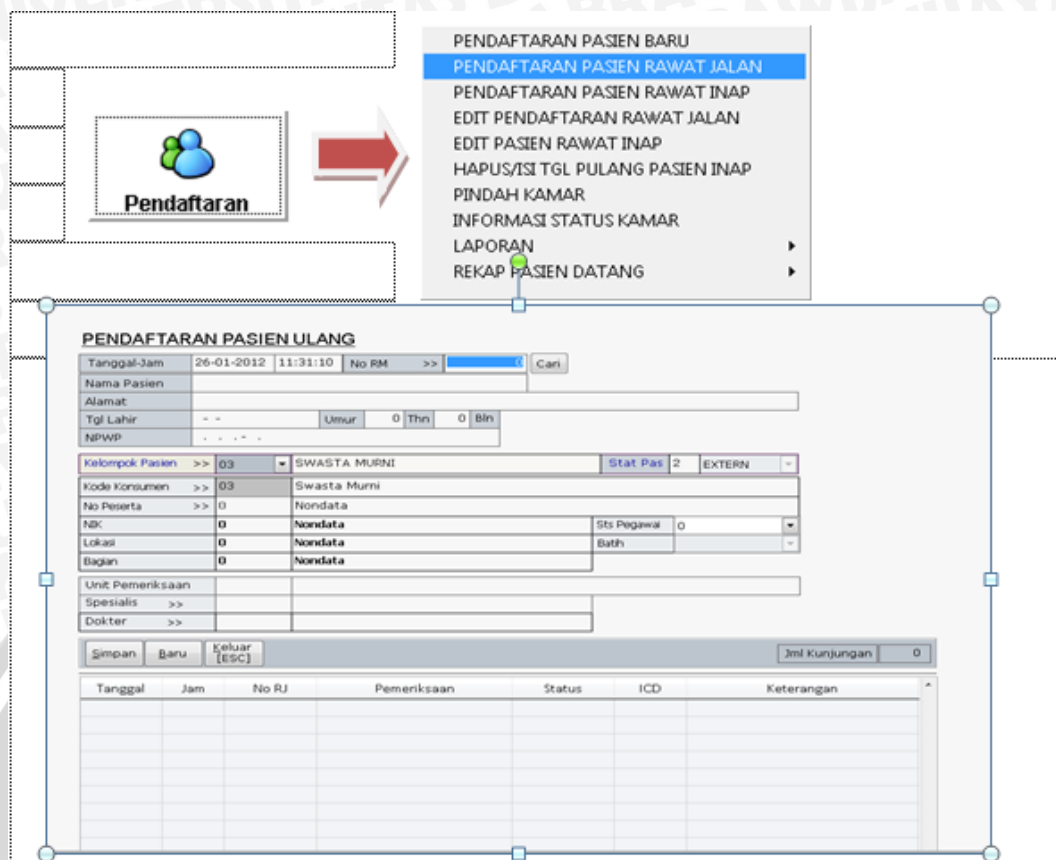 Pendaftaran
PENDAFTARAN PASIEN BARU
PENDAFTARAN PASIEN RAWAT JALAN
PENDAFTARAN PASIEN RAWAT INAP
EDIT PENDAFTARAN RAWAT JALAN
EDIT PASIEN RAWAT INAP
HAPUS/ISI TGL PULANG PASIEN INAP
PINDAH KAMAR
INFORMASI STATUS KAMAR
LAPORAN
REKAP PASIEN DATANG
PENDAFTARAN PASIEN ULANG
Tanggal-Jam 26-01-2012 11:31:10 No RM >> 0 Cari
Nama Pasien
Alamat
Tgl Lahir - - Umur 0 Thn 0 Bln
NPWP . . .- .
Kelompok Pasien >> 03 SWASTA MURNI Stat Pas 2 EXTERN
Kode Konsumen >> 03 Swasta Murni
No Peserta >> 0 Nondata
NIK 0 Nondata Sts Pegawai 0
Lokasi 0 Nondata Batih
Bagian 0 Nondata
Unit Pemeriksaan
Spesialis >>
Dokter >>
Simpan Baru Keluar [ESC] Jml Kunjungan 0
Tanggal Jam No RJ Pemeriksaan Status ICD Keterangan